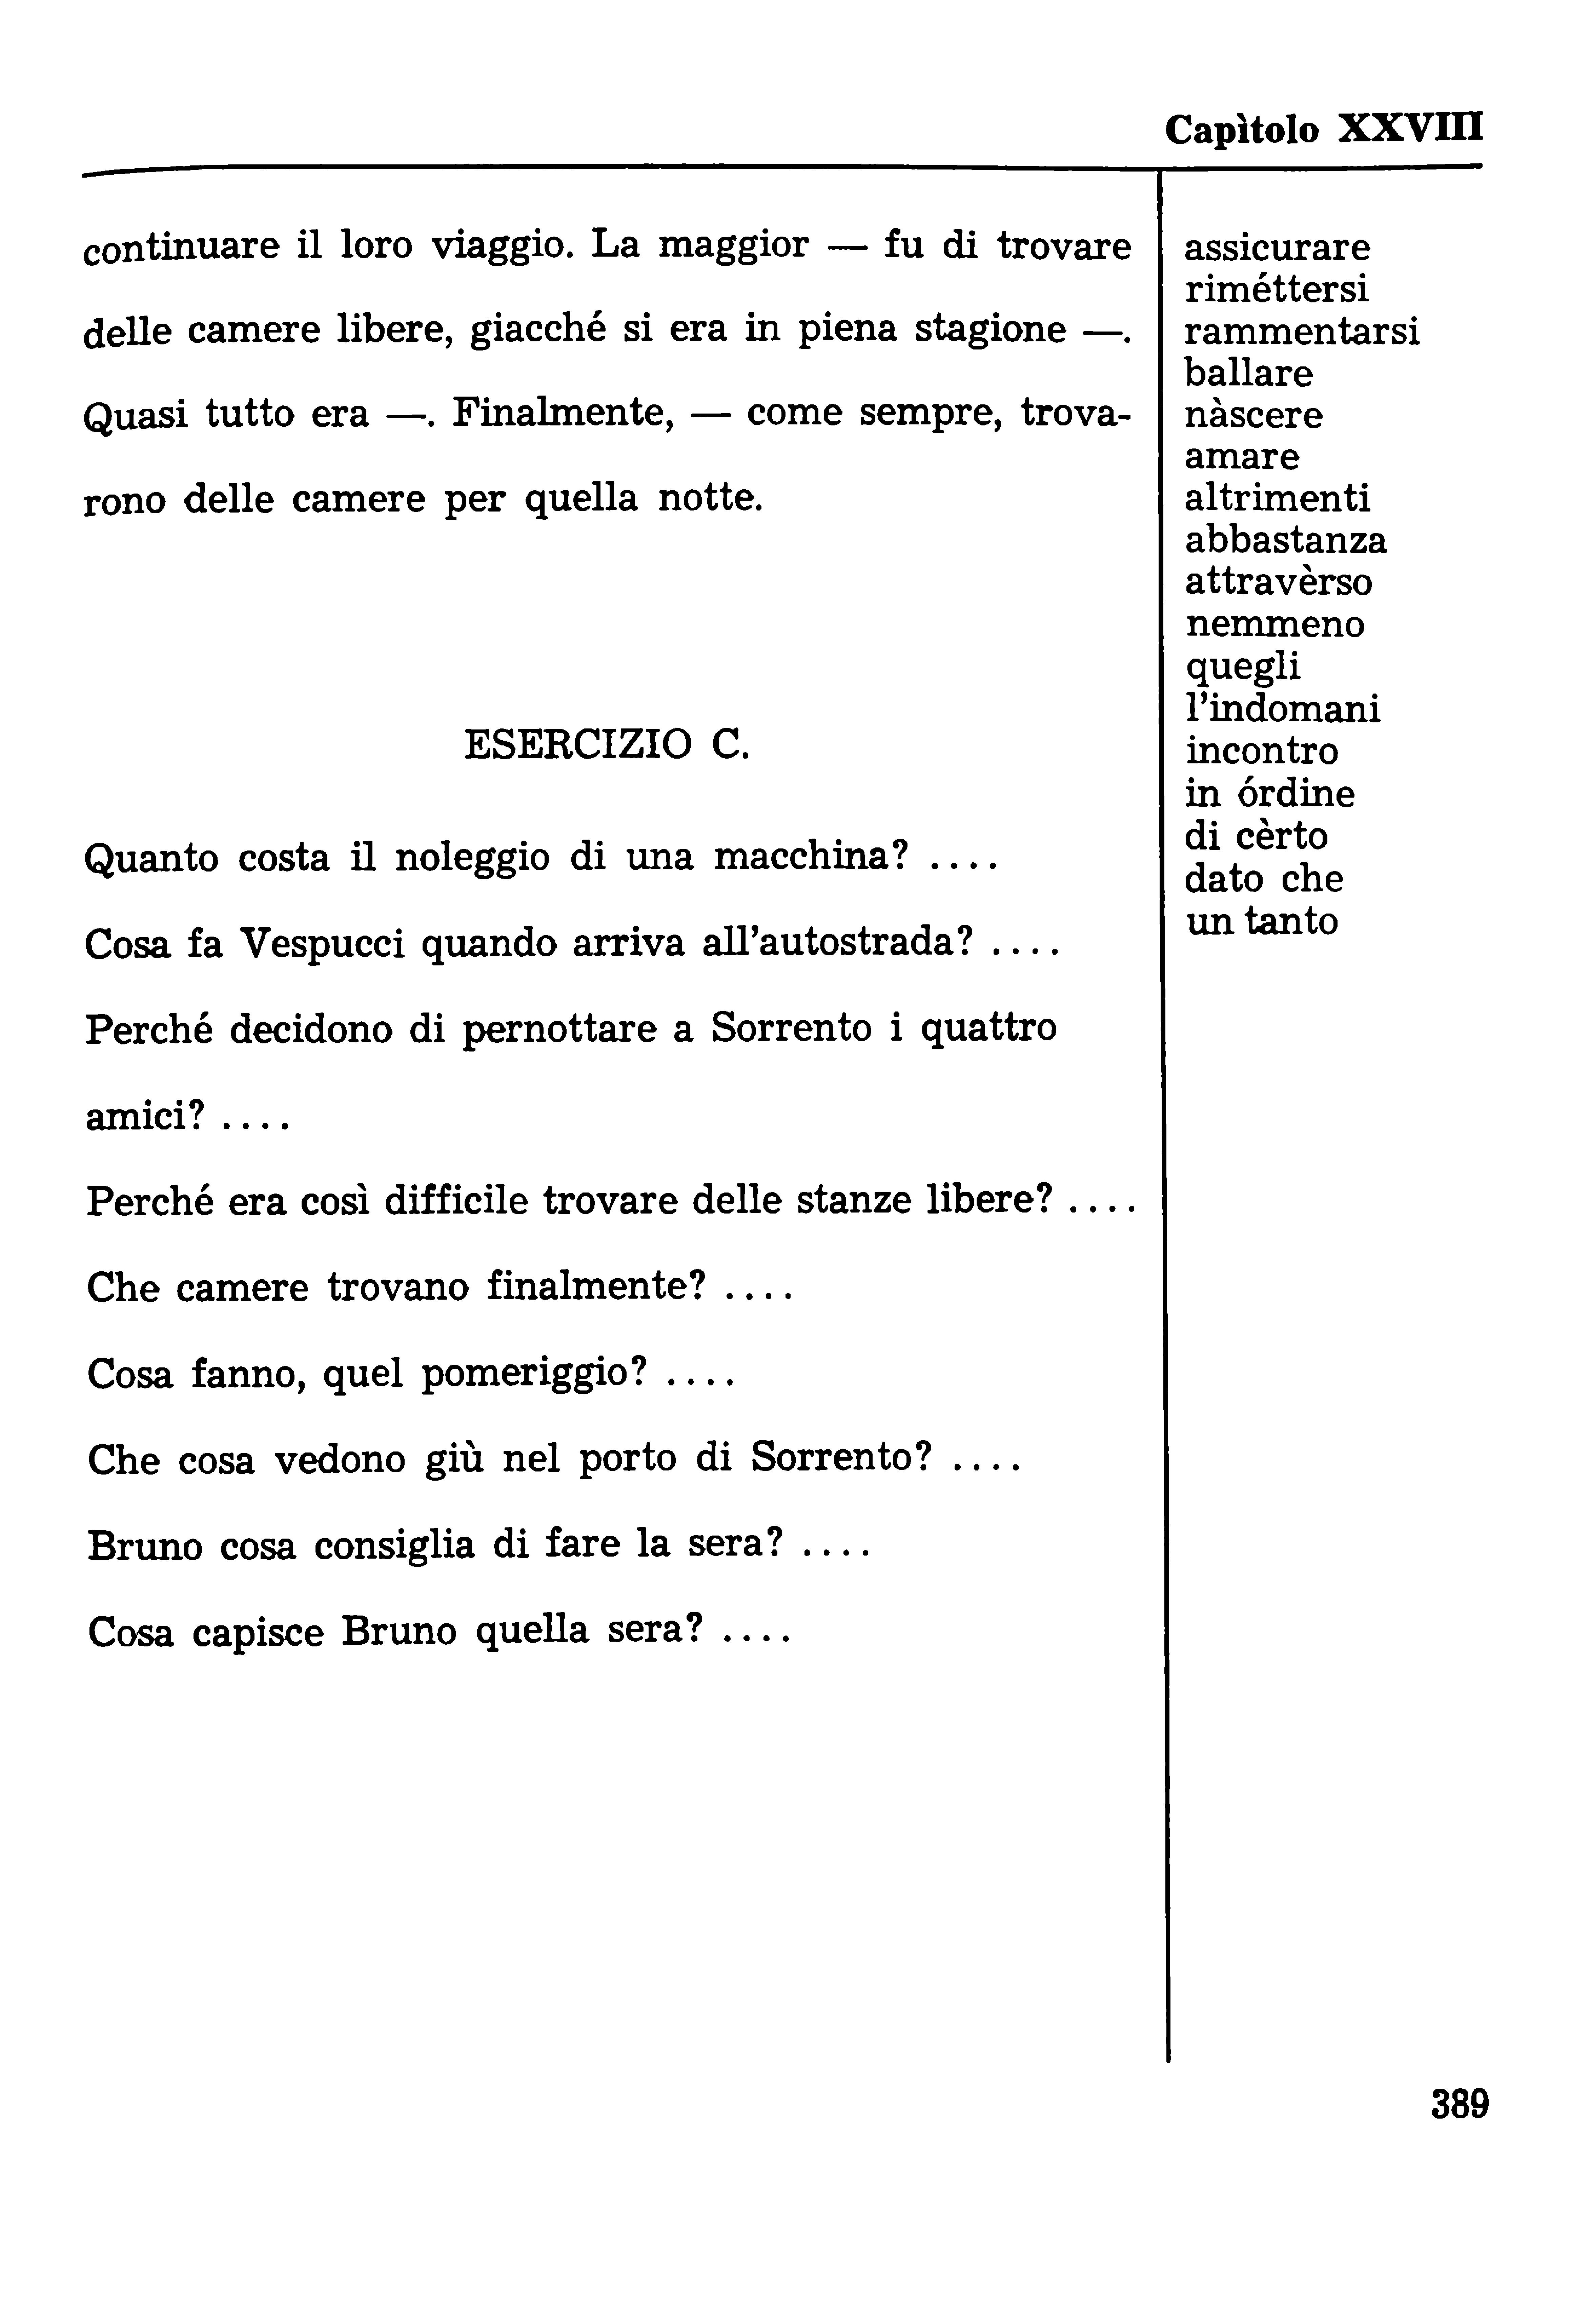 Capìtolo XXVIII
continuare il loro viaggio. La maggior — fu di trovare
delle camere libere, giacché si era in piena stagione —.
Quasi tutto era —. Finalmente, — come sempre, trova-
rono delle camere per quella notte.
ESERCIZIO C.
Quanto costa il noleggio di una macchina? ....
Cosa fa Vespucci quando arriva all'autostrada? ....
Perché decidono di pernottare a Sorrento i quattro
amici? ....
Perché era così difficile trovare delle stanze libere? ....
Che camere trovano finalmente? ....
Cosa fanno, quel pomeriggio? ....
Che cosa vedono giù nel porto di Sorrento? ....
Bruno cosa consiglia di fare la sera? ....
Cosa capisce Bruno quella sera? ....
assicurare
riméttersi
rammentarsi
ballare
nàscere
amare
altrimenti
abbastanza
attravèrso
nemmeno
quegli
l'indomani
incontro
in órdine
di cèrto
dato che
un tanto
389